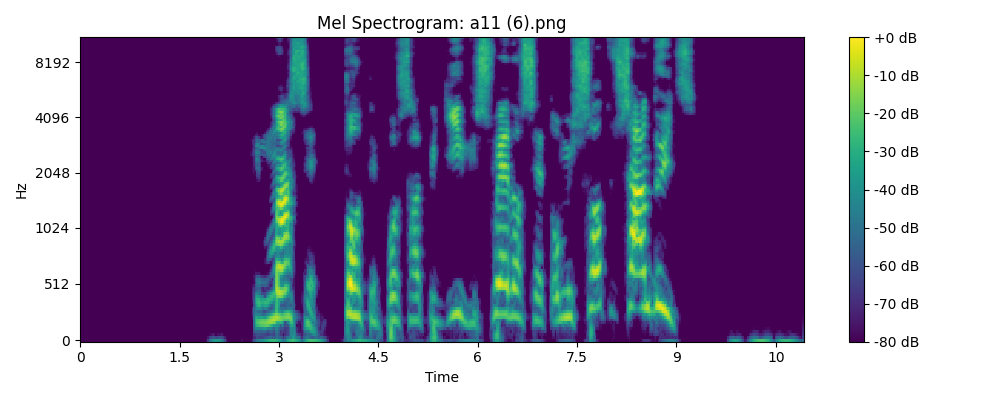 Mel Spectrogram: a11 (6).png
8192
4096
2048
1024
512
0
Hz
0 1.5 3 4.5 6 7.5 9 10
Time
+0 dB
-10 dB
-20 dB
-30 dB
-40 dB
-50 dB
-60 dB
-70 dB
-80 dB